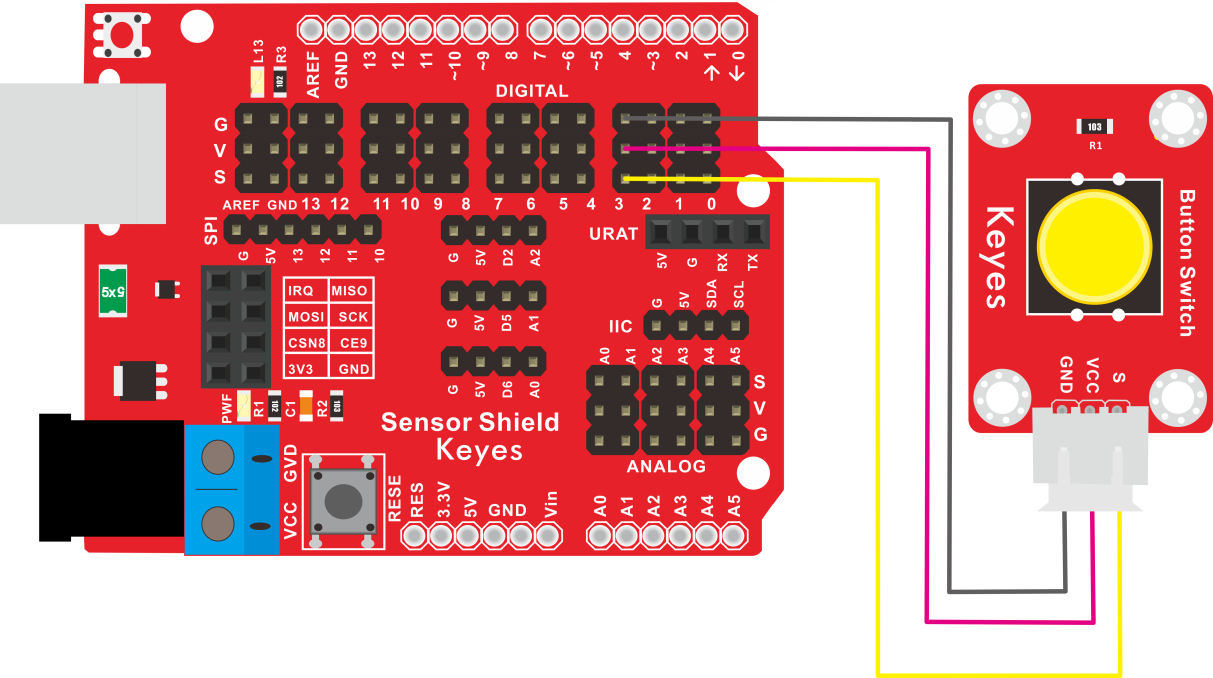 L13
R3
102
AREF
GND
13
12
11
~10
~9
8
7
~6
~5
4
~3
2
→1
←0
DIGITAL
G
V
S
AREF GND 13 12 11 10 9 8 7 6 5 4 3 2 1 0
SPI
G 5V 13 12 11 10
G 5V D2 A2
URAT
5V G RX TX
5x5
IRQ MISO
MOSI SCK
CSN8 CE9
3V3 GND
G 5V D5 A1
G 5V SDA SCL
IIC
A0 A1 A2 A3 A4 A5
G 5V D6 A0
S
V
G
ANALOG
PWF
R1
102
C1
R2
103
Sensor Shield
Keyes
GVD
VCC
RESE
RES
3.3V
5V
GND
Vin
A0
A1
A2
A3
A4
A5
103
R1
Keyes
Button Switch
GND
VCC
S